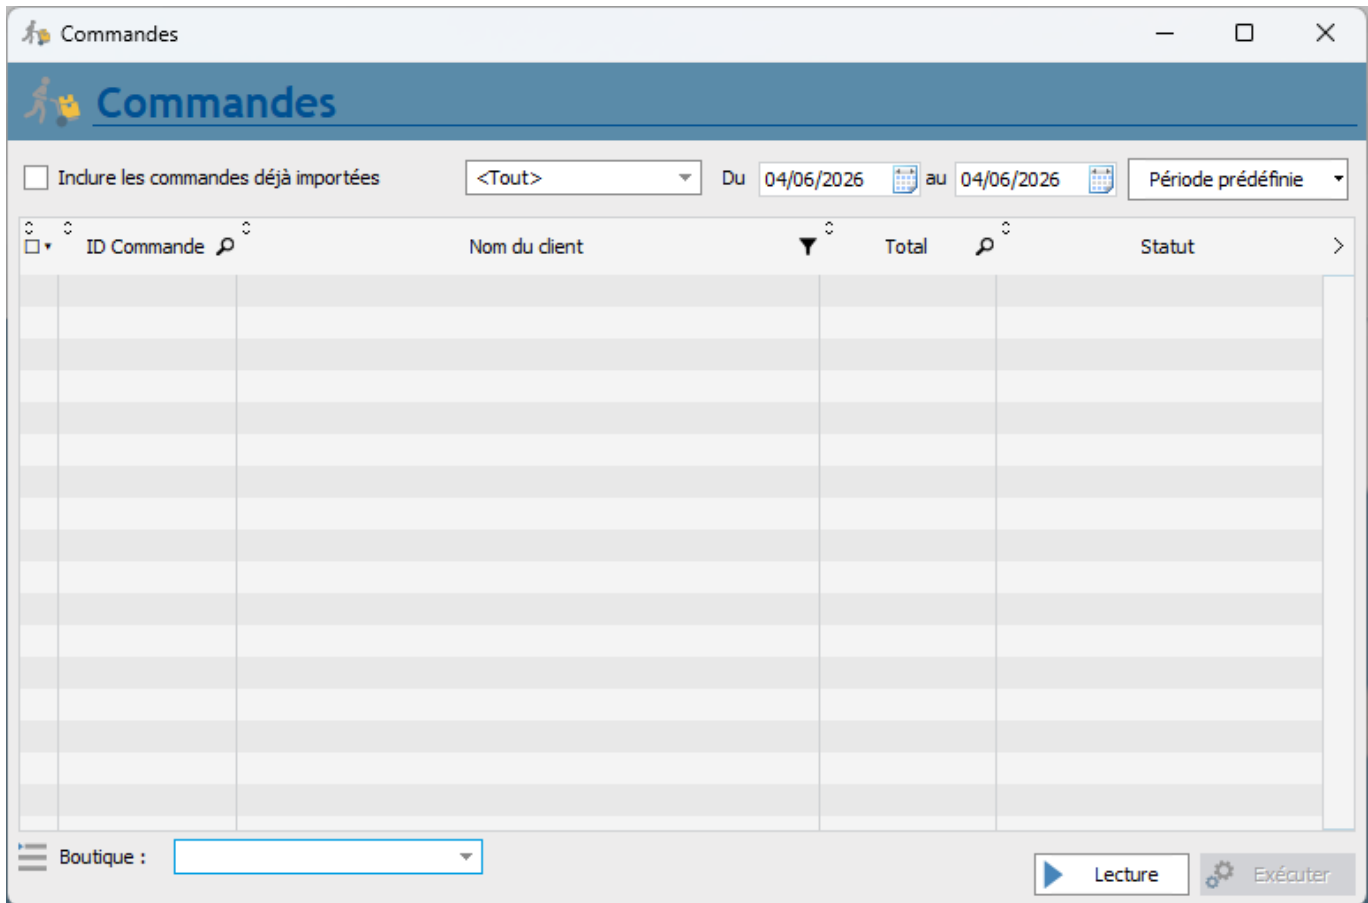 Commandes
Commandes
Inclure les commandes déjà importées <Tout> Du 04/06/2026 au 04/06/2026 Période prédéfinie
ID Commande Nom du client Total Statut
Boutique :
Lecture Exécuter